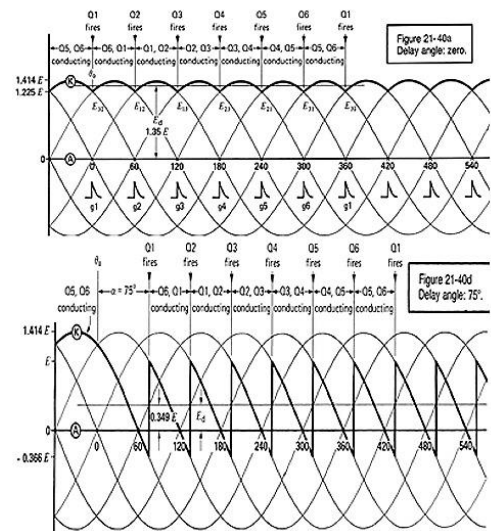 Q1 Q2 Q3 Q4 Q5 Q6 Q1
fires fires fires fires fires fires fires
Figure 21-40a
Delay angle: zero.
Q5, Q6 Q6, Q1 Q1, Q2 Q2, Q3 Q3, Q4 Q4, Q5 Q5, Q6
conducting conducting conducting conducting conducting conducting conducting
θ₀
1.414 E K
1.225 E
E32 E12 E13 E23 E21 E31 E32
Ed
1.35 E
0 A
0 60 120 180 240 300 360 420 480 540
g1 g2 g3 g4 g5 g6 g1
Q1 Q2 Q3 Q4 Q5 Q6 Q1
fires fires fires fires fires fires fires
Figure 21-40d
Delay angle: 75°.
θ₀
Q5, Q6 α = 75° Q6, Q1 Q1, Q2 Q2, Q3 Q3, Q4 Q4, Q5 Q5, Q6
conducting conducting conducting conducting conducting conducting conducting
1.414 E K
E
0.349 E Ed
0 A
0 60 120 180 240 300 360 420 480 540
- 0.366 E